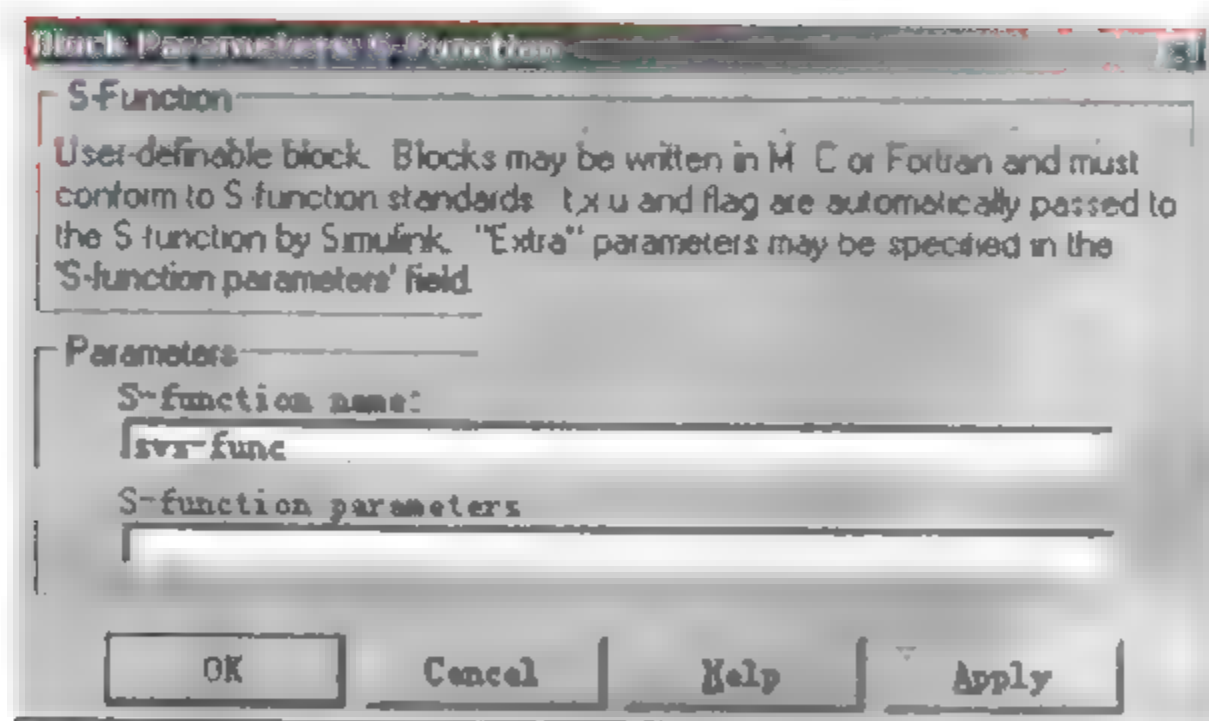 Block Parameters: S-Function
S-Function
User-definable block. Blocks may be written in M, C or Fortran and must
conform to S-function standards. t,x,u and flag are automatically passed to
the S-function by Simulink. "Extra" parameters may be specified in the
'S-function parameters' field.
Parameters
S-function name:
S-function parameters
OK
Cancel
Help
Apply